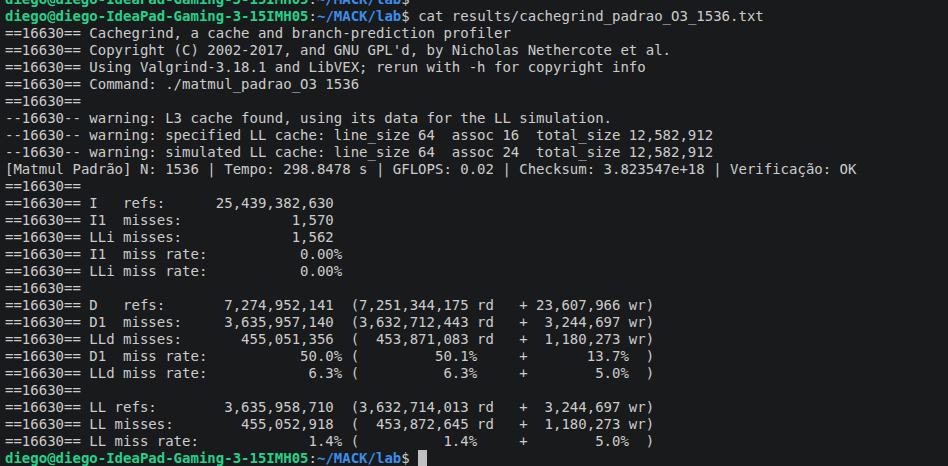 diego@diego-IdeaPad-Gaming-3-15IMH05:~/MACK/lab$
diego@diego-IdeaPad-Gaming-3-15IMH05:~/MACK/lab$ cat results/cachegrind_padrao_O3_1536.txt
==16630== Cachegrind, a cache and branch-prediction profiler
==16630== Copyright (C) 2002-2017, and GNU GPL'd, by Nicholas Nethercote et al.
==16630== Using Valgrind-3.18.1 and LibVEX; rerun with -h for copyright info
==16630== Command: ./matmul_padrao_O3 1536
==16630==
--16630-- warning: L3 cache found, using its data for the LL simulation.
--16630-- warning: specified LL cache: line_size 64  assoc 16  total_size 12,582,912
--16630-- warning: simulated LL cache: line_size 64  assoc 24  total_size 12,582,912
[Matmul Padrão] N: 1536 | Tempo: 298.8478 s | GFLOPS: 0.02 | Checksum: 3.823547e+18 | Verificação: OK
==16630==
==16630== I   refs:      25,439,382,630
==16630== I1  misses:             1,570
==16630== LLi misses:             1,562
==16630== I1  miss rate:           0.00%
==16630== LLi miss rate:           0.00%
==16630==
==16630== D   refs:       7,274,952,141  (7,251,344,175 rd   + 23,607,966 wr)
==16630== D1  misses:     3,635,957,140  (3,632,712,443 rd   +  3,244,697 wr)
==16630== LLd misses:       455,051,356  (  453,871,083 rd   +  1,180,273 wr)
==16630== D1  miss rate:           50.0% (         50.1%     +       13.7%  )
==16630== LLd miss rate:            6.3% (          6.3%     +        5.0%  )
==16630==
==16630== LL refs:        3,635,958,710  (3,632,714,013 rd   +  3,244,697 wr)
==16630== LL misses:        455,052,918  (  453,872,645 rd   +  1,180,273 wr)
==16630== LL miss rate:             1.4% (          1.4%     +        5.0%  )
diego@diego-IdeaPad-Gaming-3-15IMH05:~/MACK/lab$